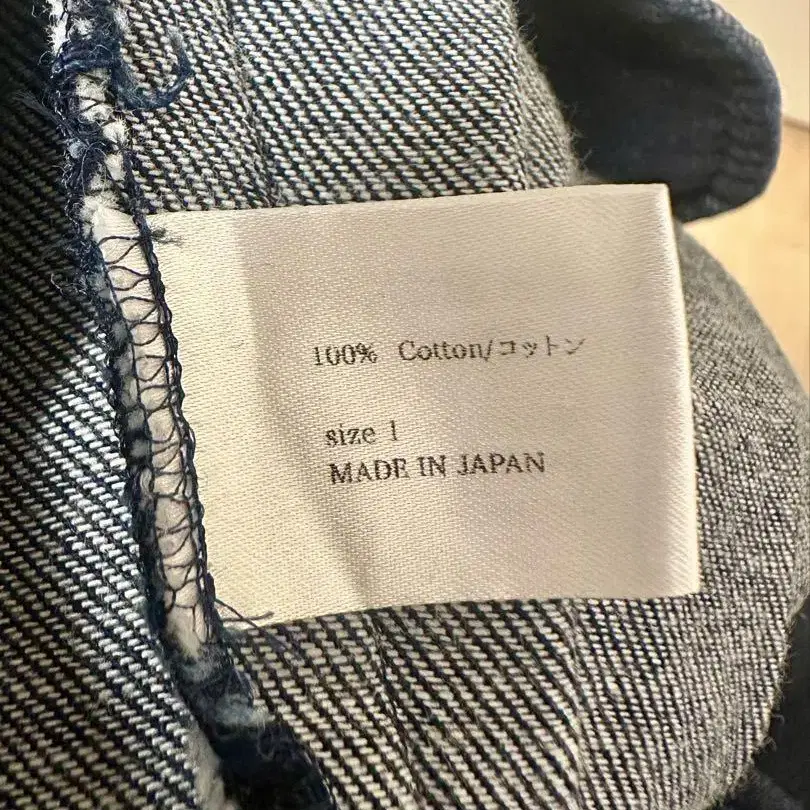 100% Cotton/コットン
size 1
MADE IN JAPAN